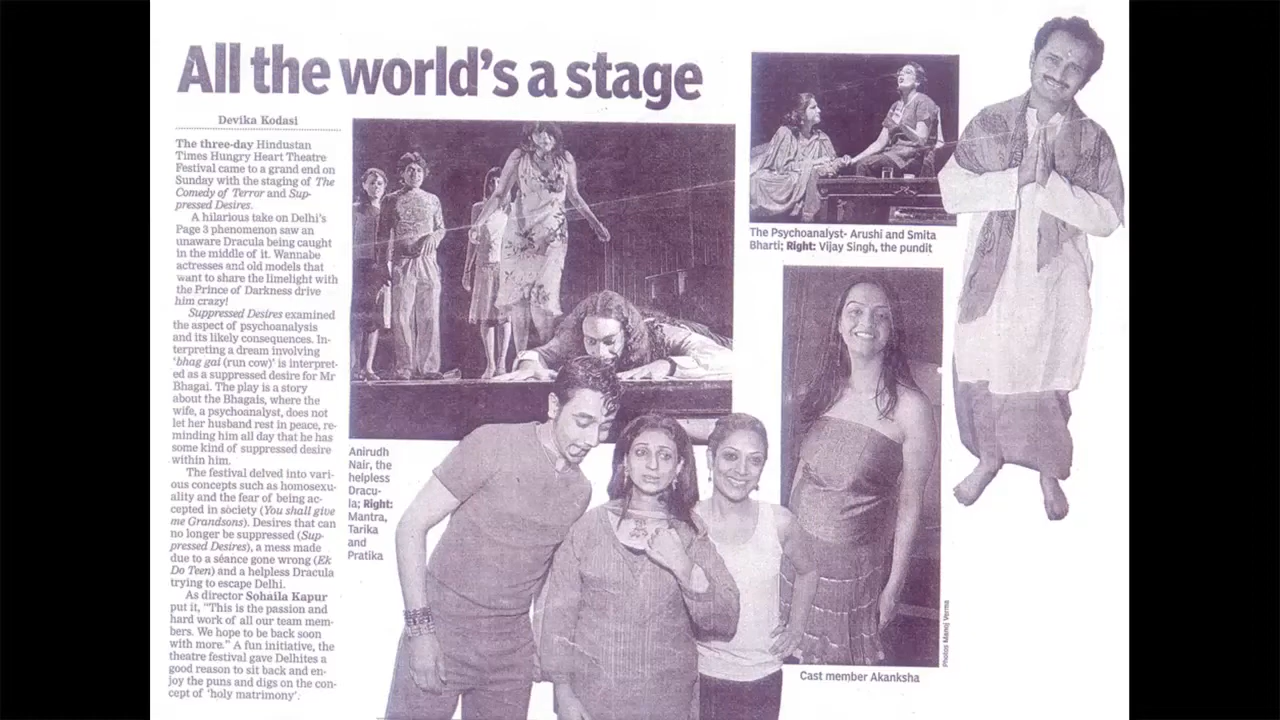 All the world's a stage
Devika Kodasi
The three-day Hindustan
Times Hungry Heart Theatre
Festival came to a grand end on
Sunday with the staging of The
Comedy of Terror and Sup-
pressed Desires.
A hilarious take on Delhi's
Page 3 phenomenon saw an
unaware Dracula being caught
in the middle of it. Wannabe
actresses and old models that
want to share the limelight with
the Prince of Darkness drive
him crazy!
Suppressed Desires examined
the aspect of psychoanalysis
and its likely consequences. In-
terpreting a dream involving
'bhag gai (run cow)' is interpret-
ed as a suppressed desire for Mr
Bhagai. The play is a story
about the Bhagais, where the
wife, a psychoanalyst, does not
let her husband rest in peace, re-
minding him all day that he has
some kind of suppressed desire
within him.
The festival delved into vari-
ous concepts such as homosexu-
ality and the fear of being ac-
cepted in society (You shall give
me Grandsons). Desires that can
no longer be suppressed (Sup-
pressed Desires), a mess made
due to a séance gone wrong (Ek
Do Teen) and a helpless Dracula
trying to escape Delhi.
As director Sohaila Kapur
put it, "This is the passion and
hard work of all our team mem-
bers. We hope to be back soon
with more." A fun initiative, the
theatre festival gave Delhites a
good reason to sit back and en-
joy the puns and digs on the con-
cept of 'holy matrimony'.
Anirudh
Nair, the
helpless
Dracu-
la; Right:
Mantra,
Tarika
and
Pratika
The Psychoanalyst- Arushi and Smita
Bharti; Right: Vijay Singh, the pundit
Photos Manoj Verma
Cast member Akanksha